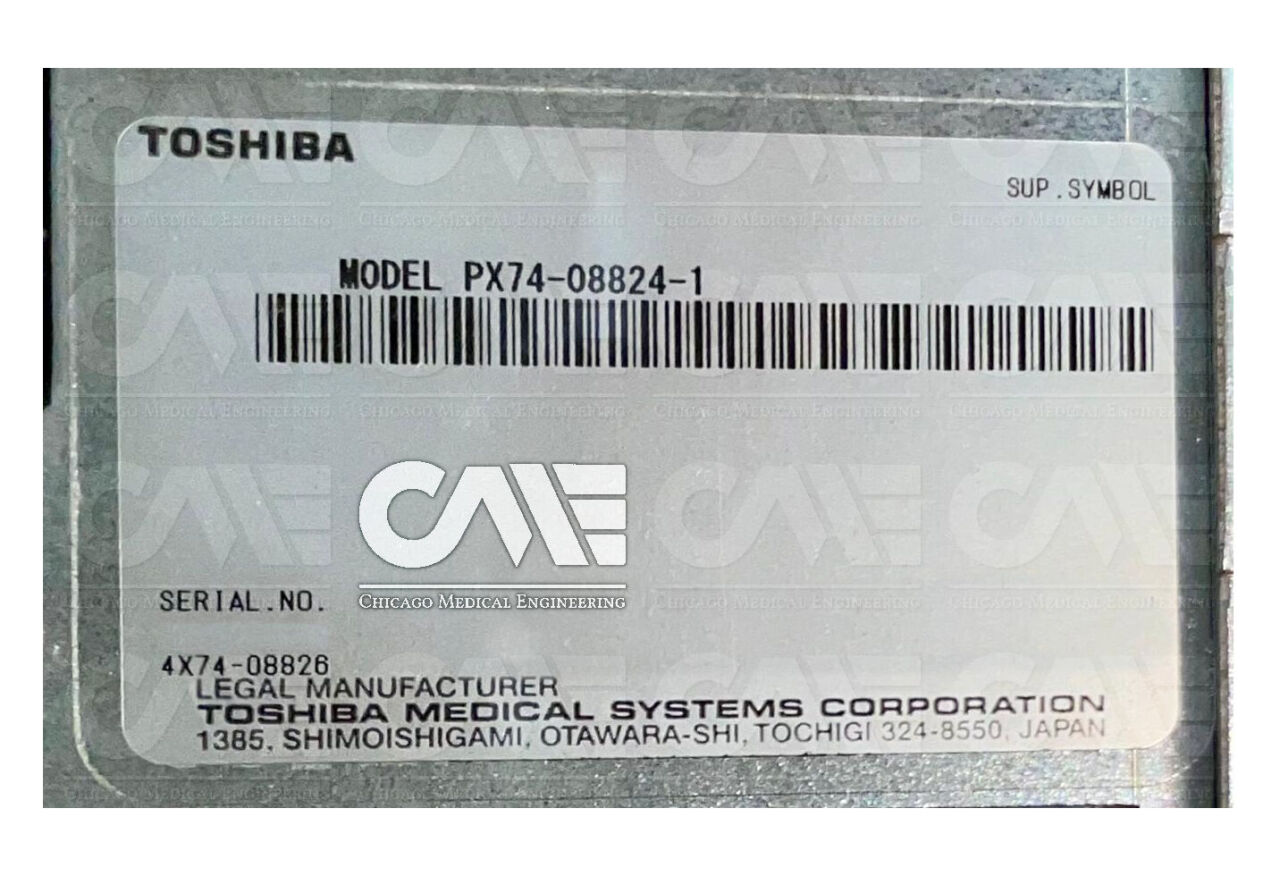 TOSHIBA
SUP.SYMBOL
MODEL PX74-08824-1
CME
CHICAGO MEDICAL ENGINEERING
SERIAL.NO.
4X74-08826
LEGAL MANUFACTURER
TOSHIBA MEDICAL SYSTEMS CORPORATION
1385, SHIMOISHIGAMI, OTAWARA-SHI, TOCHIGI 324-8550, JAPAN